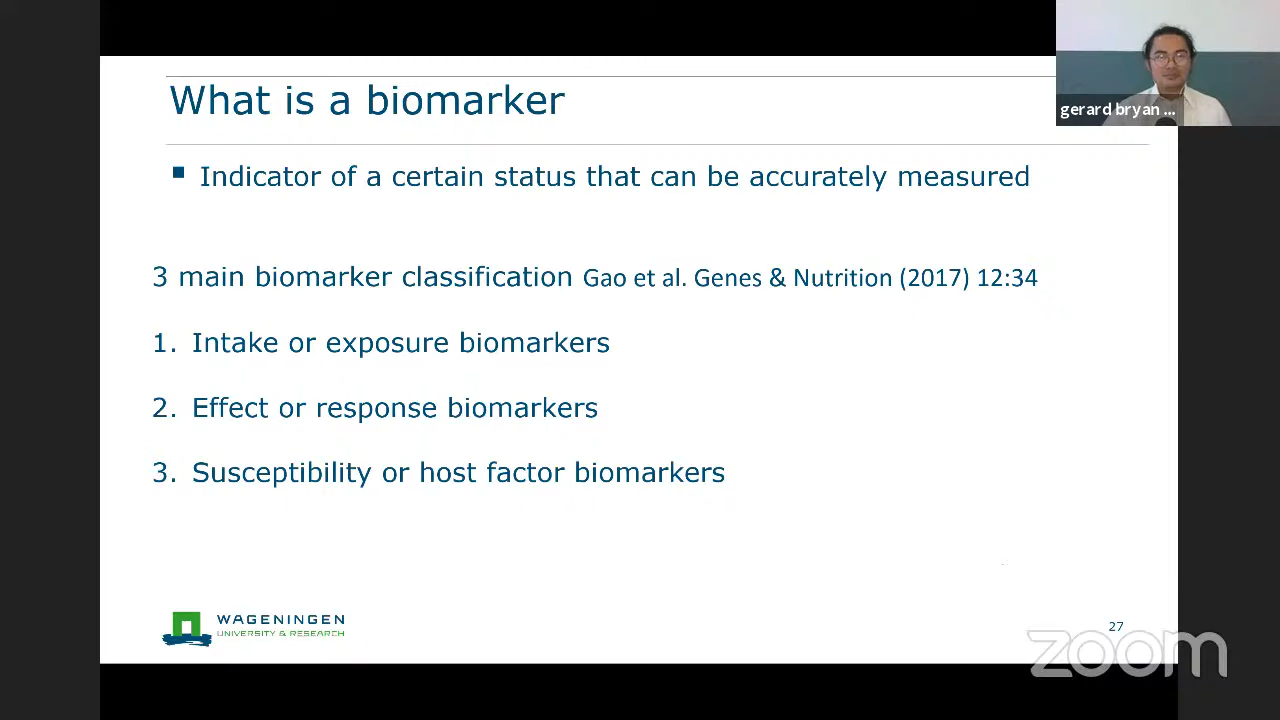 What is a biomarker
gerard bryan ...
Indicator of a certain status that can be accurately measured
3 main biomarker classification Gao et al. Genes & Nutrition (2017) 12:34
1. Intake or exposure biomarkers
2. Effect or response biomarkers
3. Susceptibility or host factor biomarkers
WAGENINGEN
UNIVERSITY & RESEARCH
27
zoom